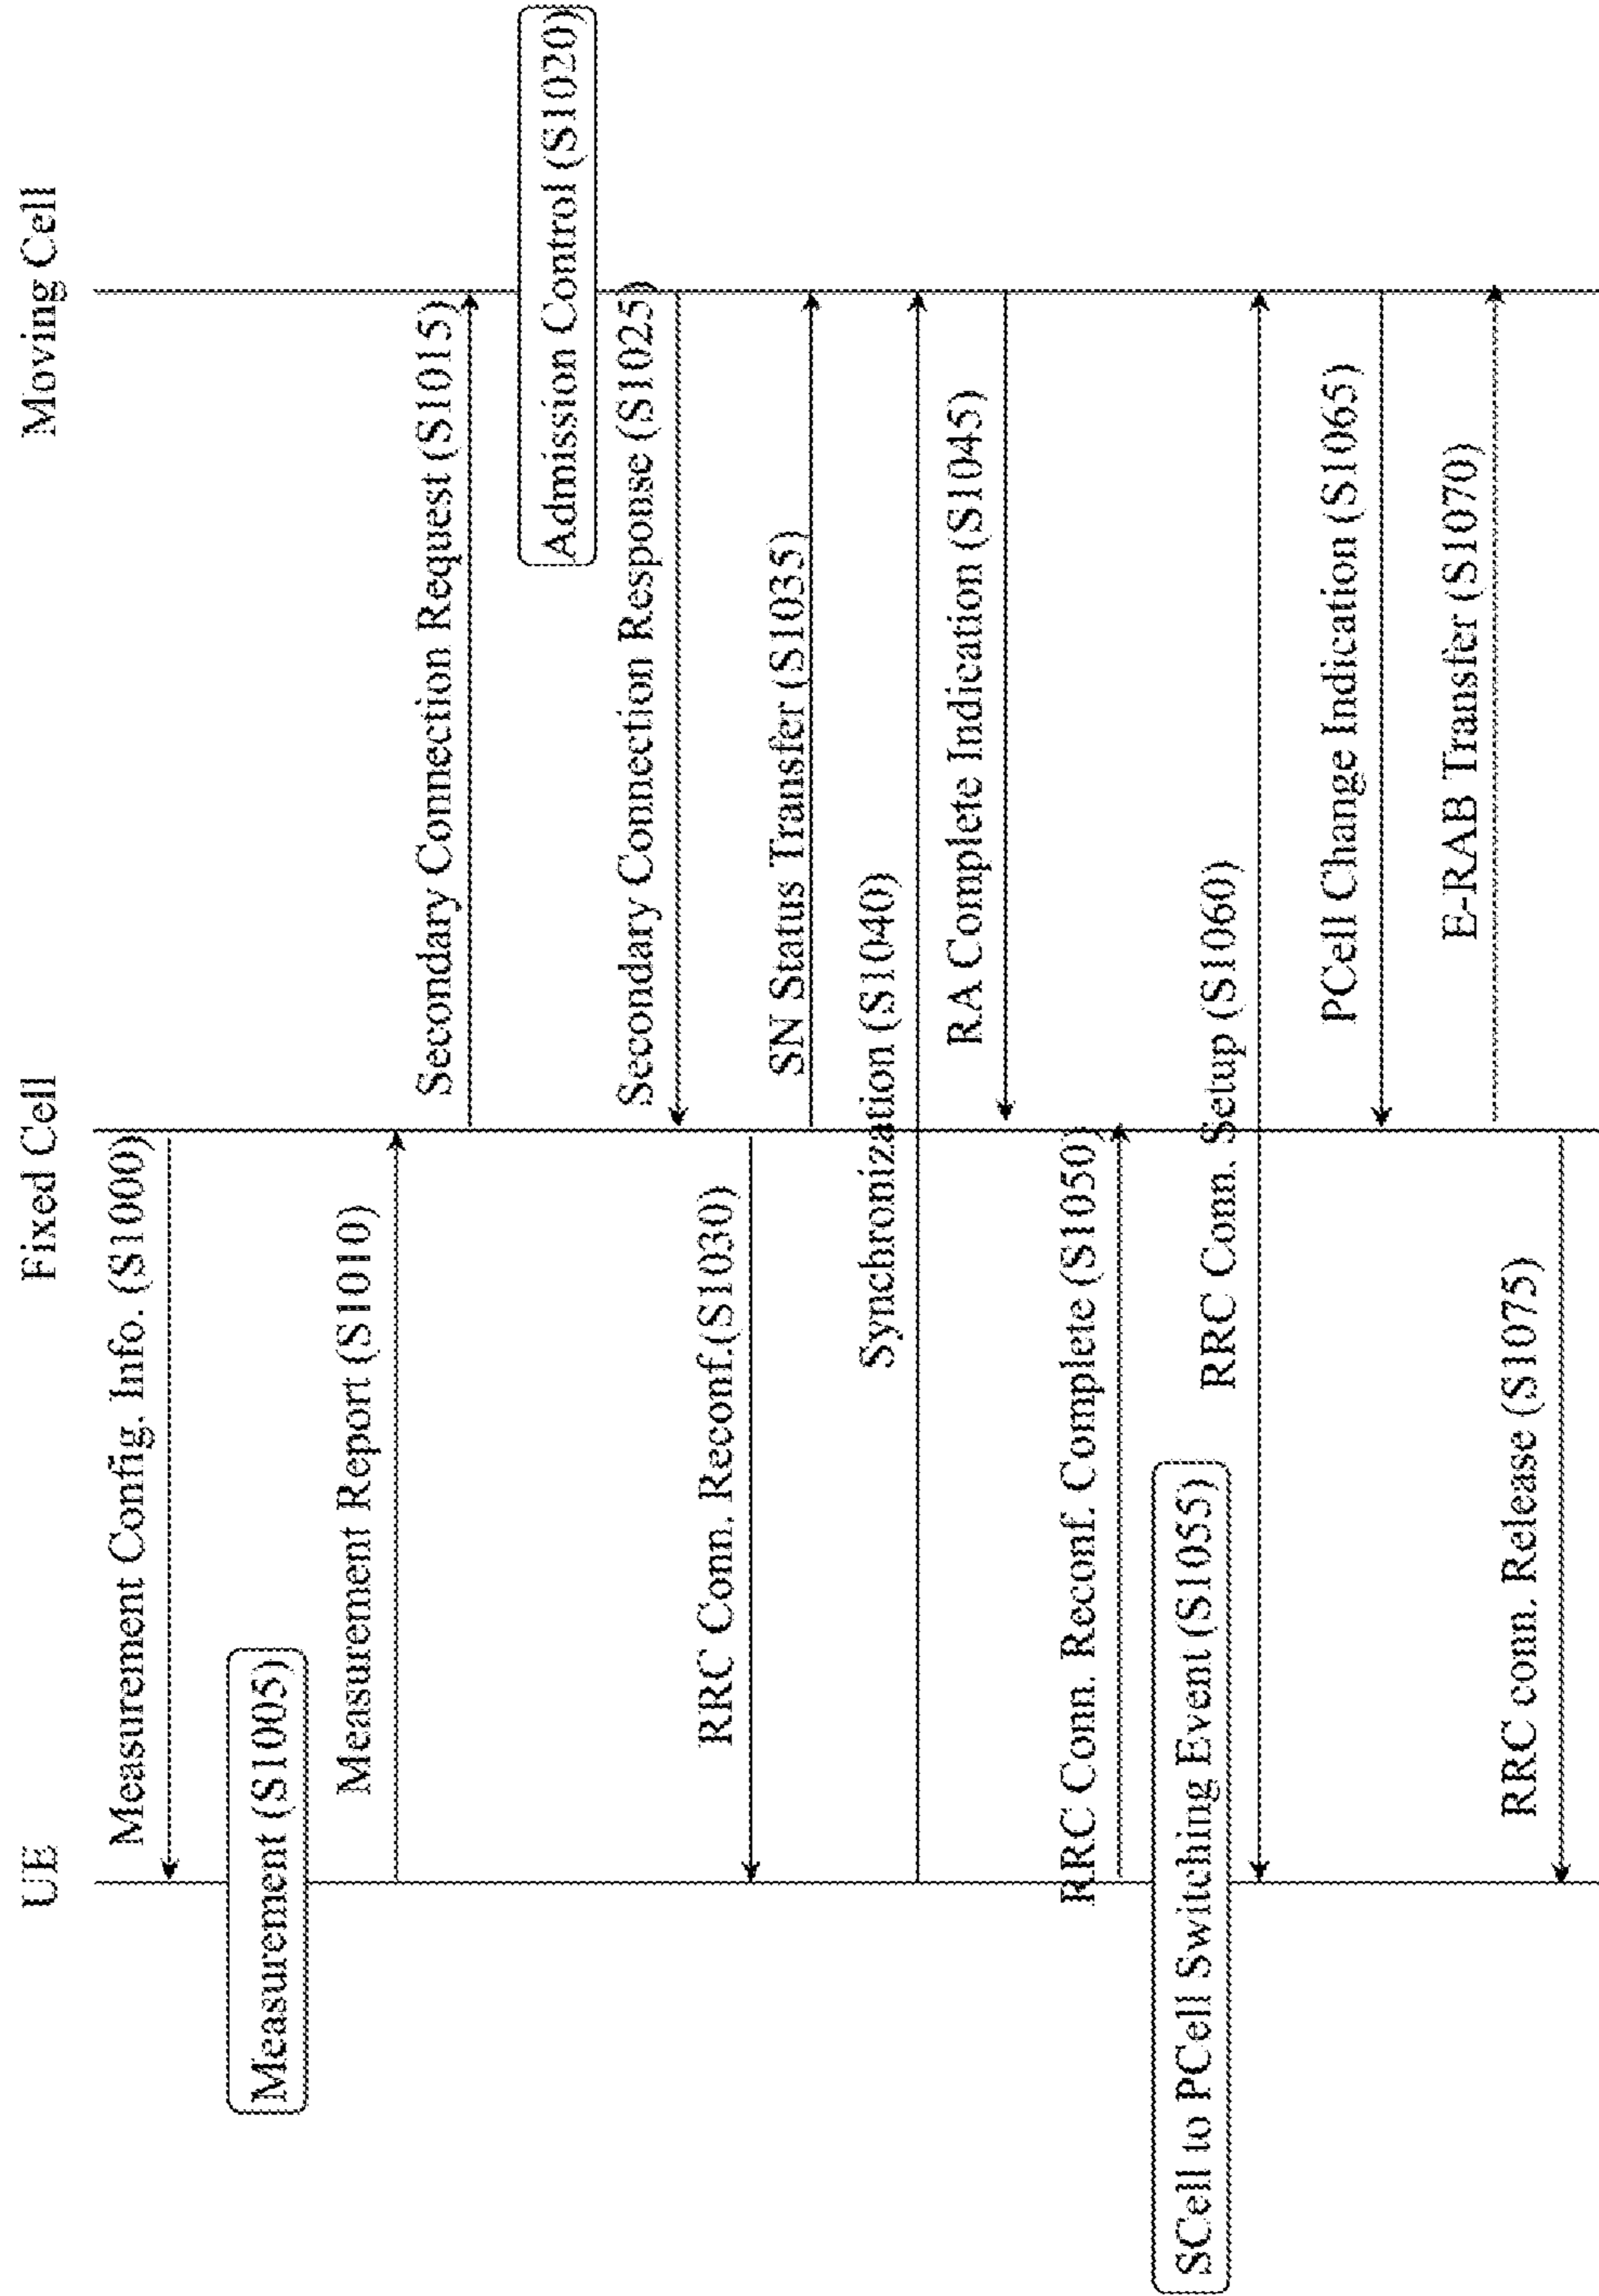 UE
Fixed Cell
Moving Cell
Measurement Config. Info. (S1000)
Measurement (S1005)
Measurement Report (S1010)
Secondary Connection Request (S1015)
Admission Control (S1020)
Secondary Connection Response (S1025)
RRC Conn. Reconf.(S1030)
SN Status Transfer (S1035)
Synchronization (S1040)
RA Complete Indication (S1045)
RRC Conn. Reconf. Complete (S1050)
SCell to PCell Switching Event (S1055)
RRC Conn. Setup (S1060)
PCell Change Indication (S1065)
E-RAB Transfer (S1070)
RRC conn. Release (S1075)